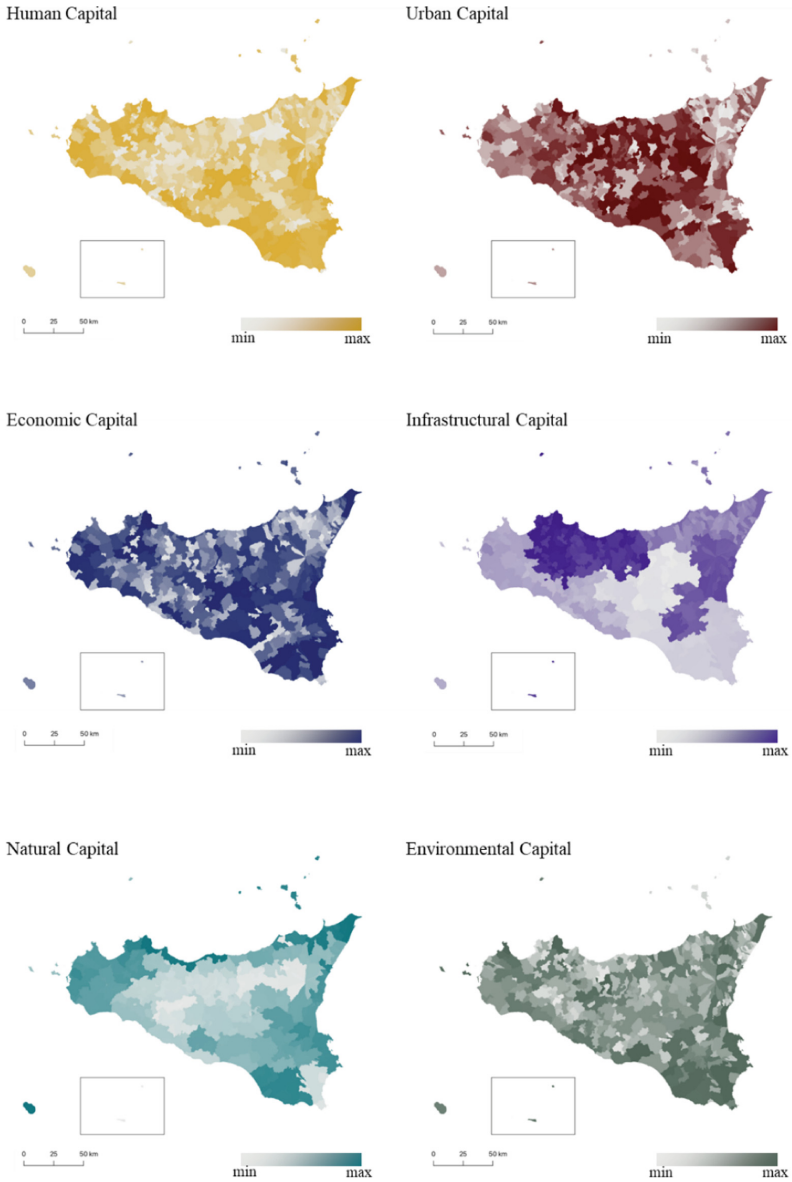 Human Capital
Urban Capital
0 25 50 km
min max
0 25 50 km
min max
Economic Capital
Infrastructural Capital
0 25 50 km
min max
0 25 50 km
min max
Natural Capital
Environmental Capital
0 25 50 km
min max
0 25 50 km
min max